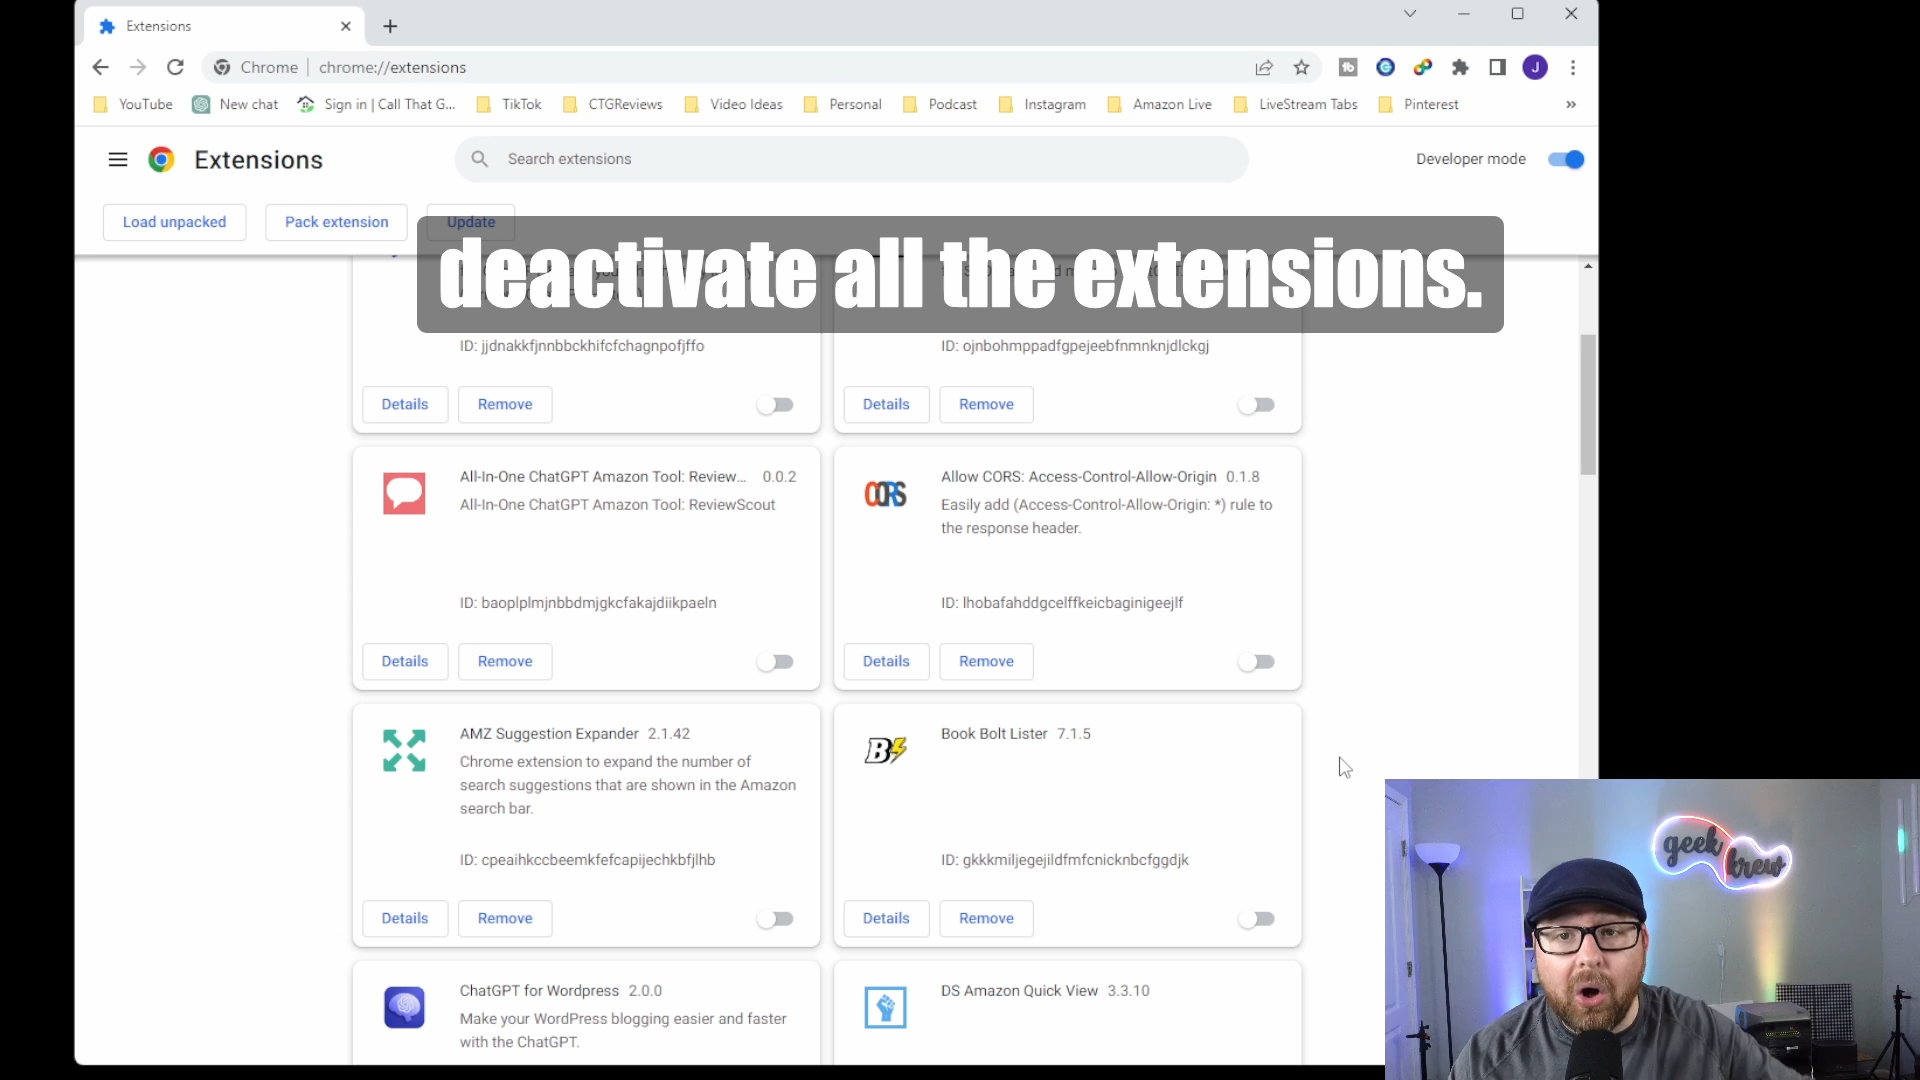 Extensions
Chrome chrome://extensions
J
YouTube New chat Sign in | Call That G... TikTok CTGReviews Video Ideas Personal Podcast Instagram Amazon Live LiveStream Tabs Pinterest »
Extensions Search extensions Developer mode
Load unpacked Pack extension Update
deactivate all the extensions.
ID: jjdnakkfjnnbbckhifcfchagnpofjffo ID: ojnbohmppadfgpejeebfnmnknjdlckgj
Details Remove Details Remove
All-In-One ChatGPT Amazon Tool: Review... 0.0.2
All-In-One ChatGPT Amazon Tool: ReviewScout
ID: baoplplmjnbbdmjgkcfakajdiikpaeln
Details Remove
CORS
Allow CORS: Access-Control-Allow-Origin 0.1.8
Easily add (Access-Control-Allow-Origin: *) rule to
the response header.
ID: lhobafahddgcelffkeicbaginigeejlf
Details Remove
AMZ Suggestion Expander 2.1.42
Chrome extension to expand the number of
search suggestions that are shown in the Amazon
search bar.
ID: cpeaihkccbeemkfefcapijechkbfjlhb
Details Remove
B
Book Bolt Lister 7.1.5
ID: gkkkmiljegejildfmfcnicknbcfggdjk
Details Remove
ChatGPT for Wordpress 2.0.0
Make your WordPress blogging easier and faster
with the ChatGPT.
DS Amazon Quick View 3.3.10
geek
brew